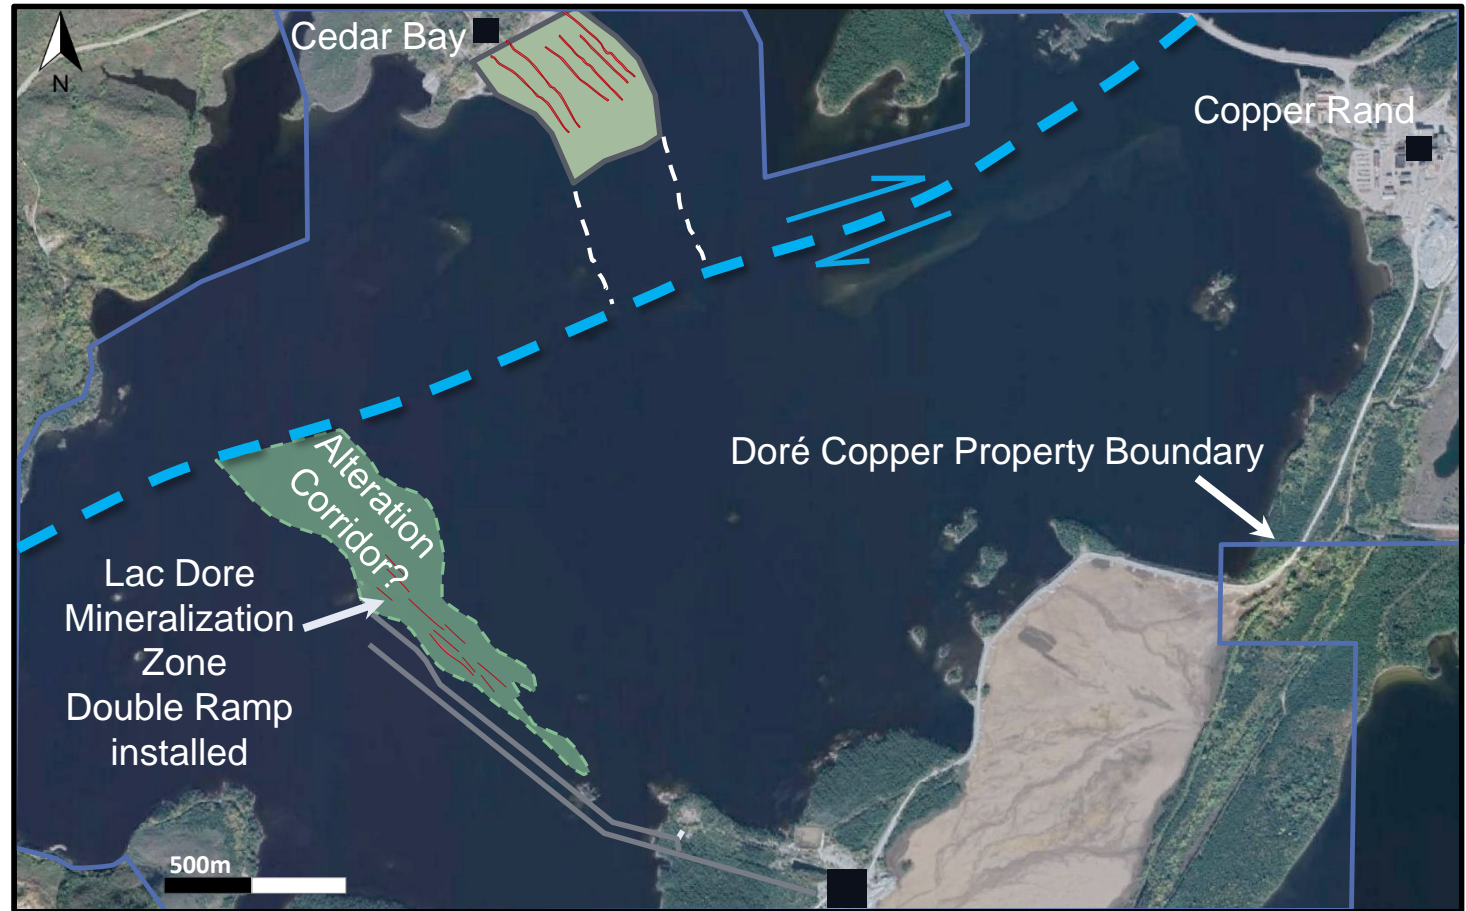 Cedar Bay
N
Copper Rand
Alteration
Corridor?
Doré Copper Property Boundary
Lac Dore
Mineralization
Zone
Double Ramp
installed
500m